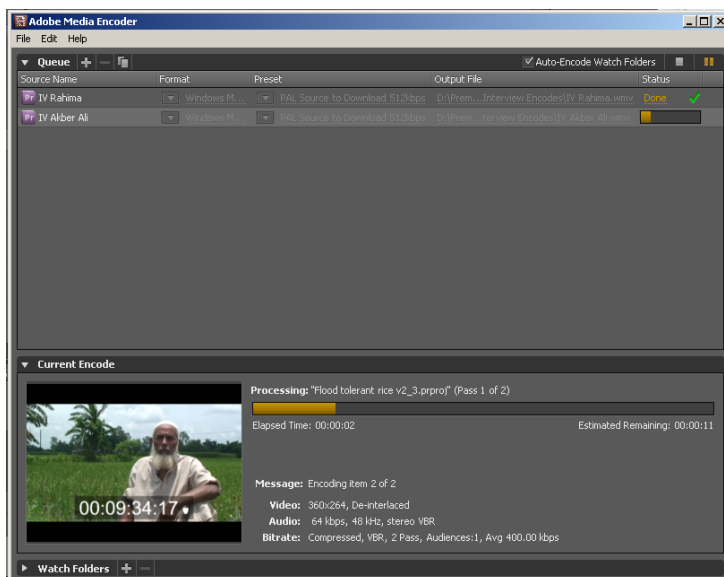 Adobe Media Encoder
File Edit Help
Queue
Auto-Encode Watch Folders
Source Name Format Preset Output File Status
Pr IV Rahima Windows M... PAL Source to Download 512kbps D:\Prem...Interview Encodes\IV Rahima.wmv Done
Pr IV Akber Ali Windows M... PAL Source to Download 512kbps D:\Prem...terview Encodes\IV Akber Ali.wmv
Current Encode
Processing: "Flood tolerant rice v2_3.prproj" (Pass 1 of 2)
Elapsed Time: 00:00:02 Estimated Remaining: 00:00:11
00:09:34:17
Message: Encoding item 2 of 2
Video: 360x264, De-interlaced
Audio: 64 kbps, 48 kHz, stereo VBR
Bitrate: Compressed, VBR, 2 Pass, Audiences:1, Avg 400.00 kbps
Watch Folders